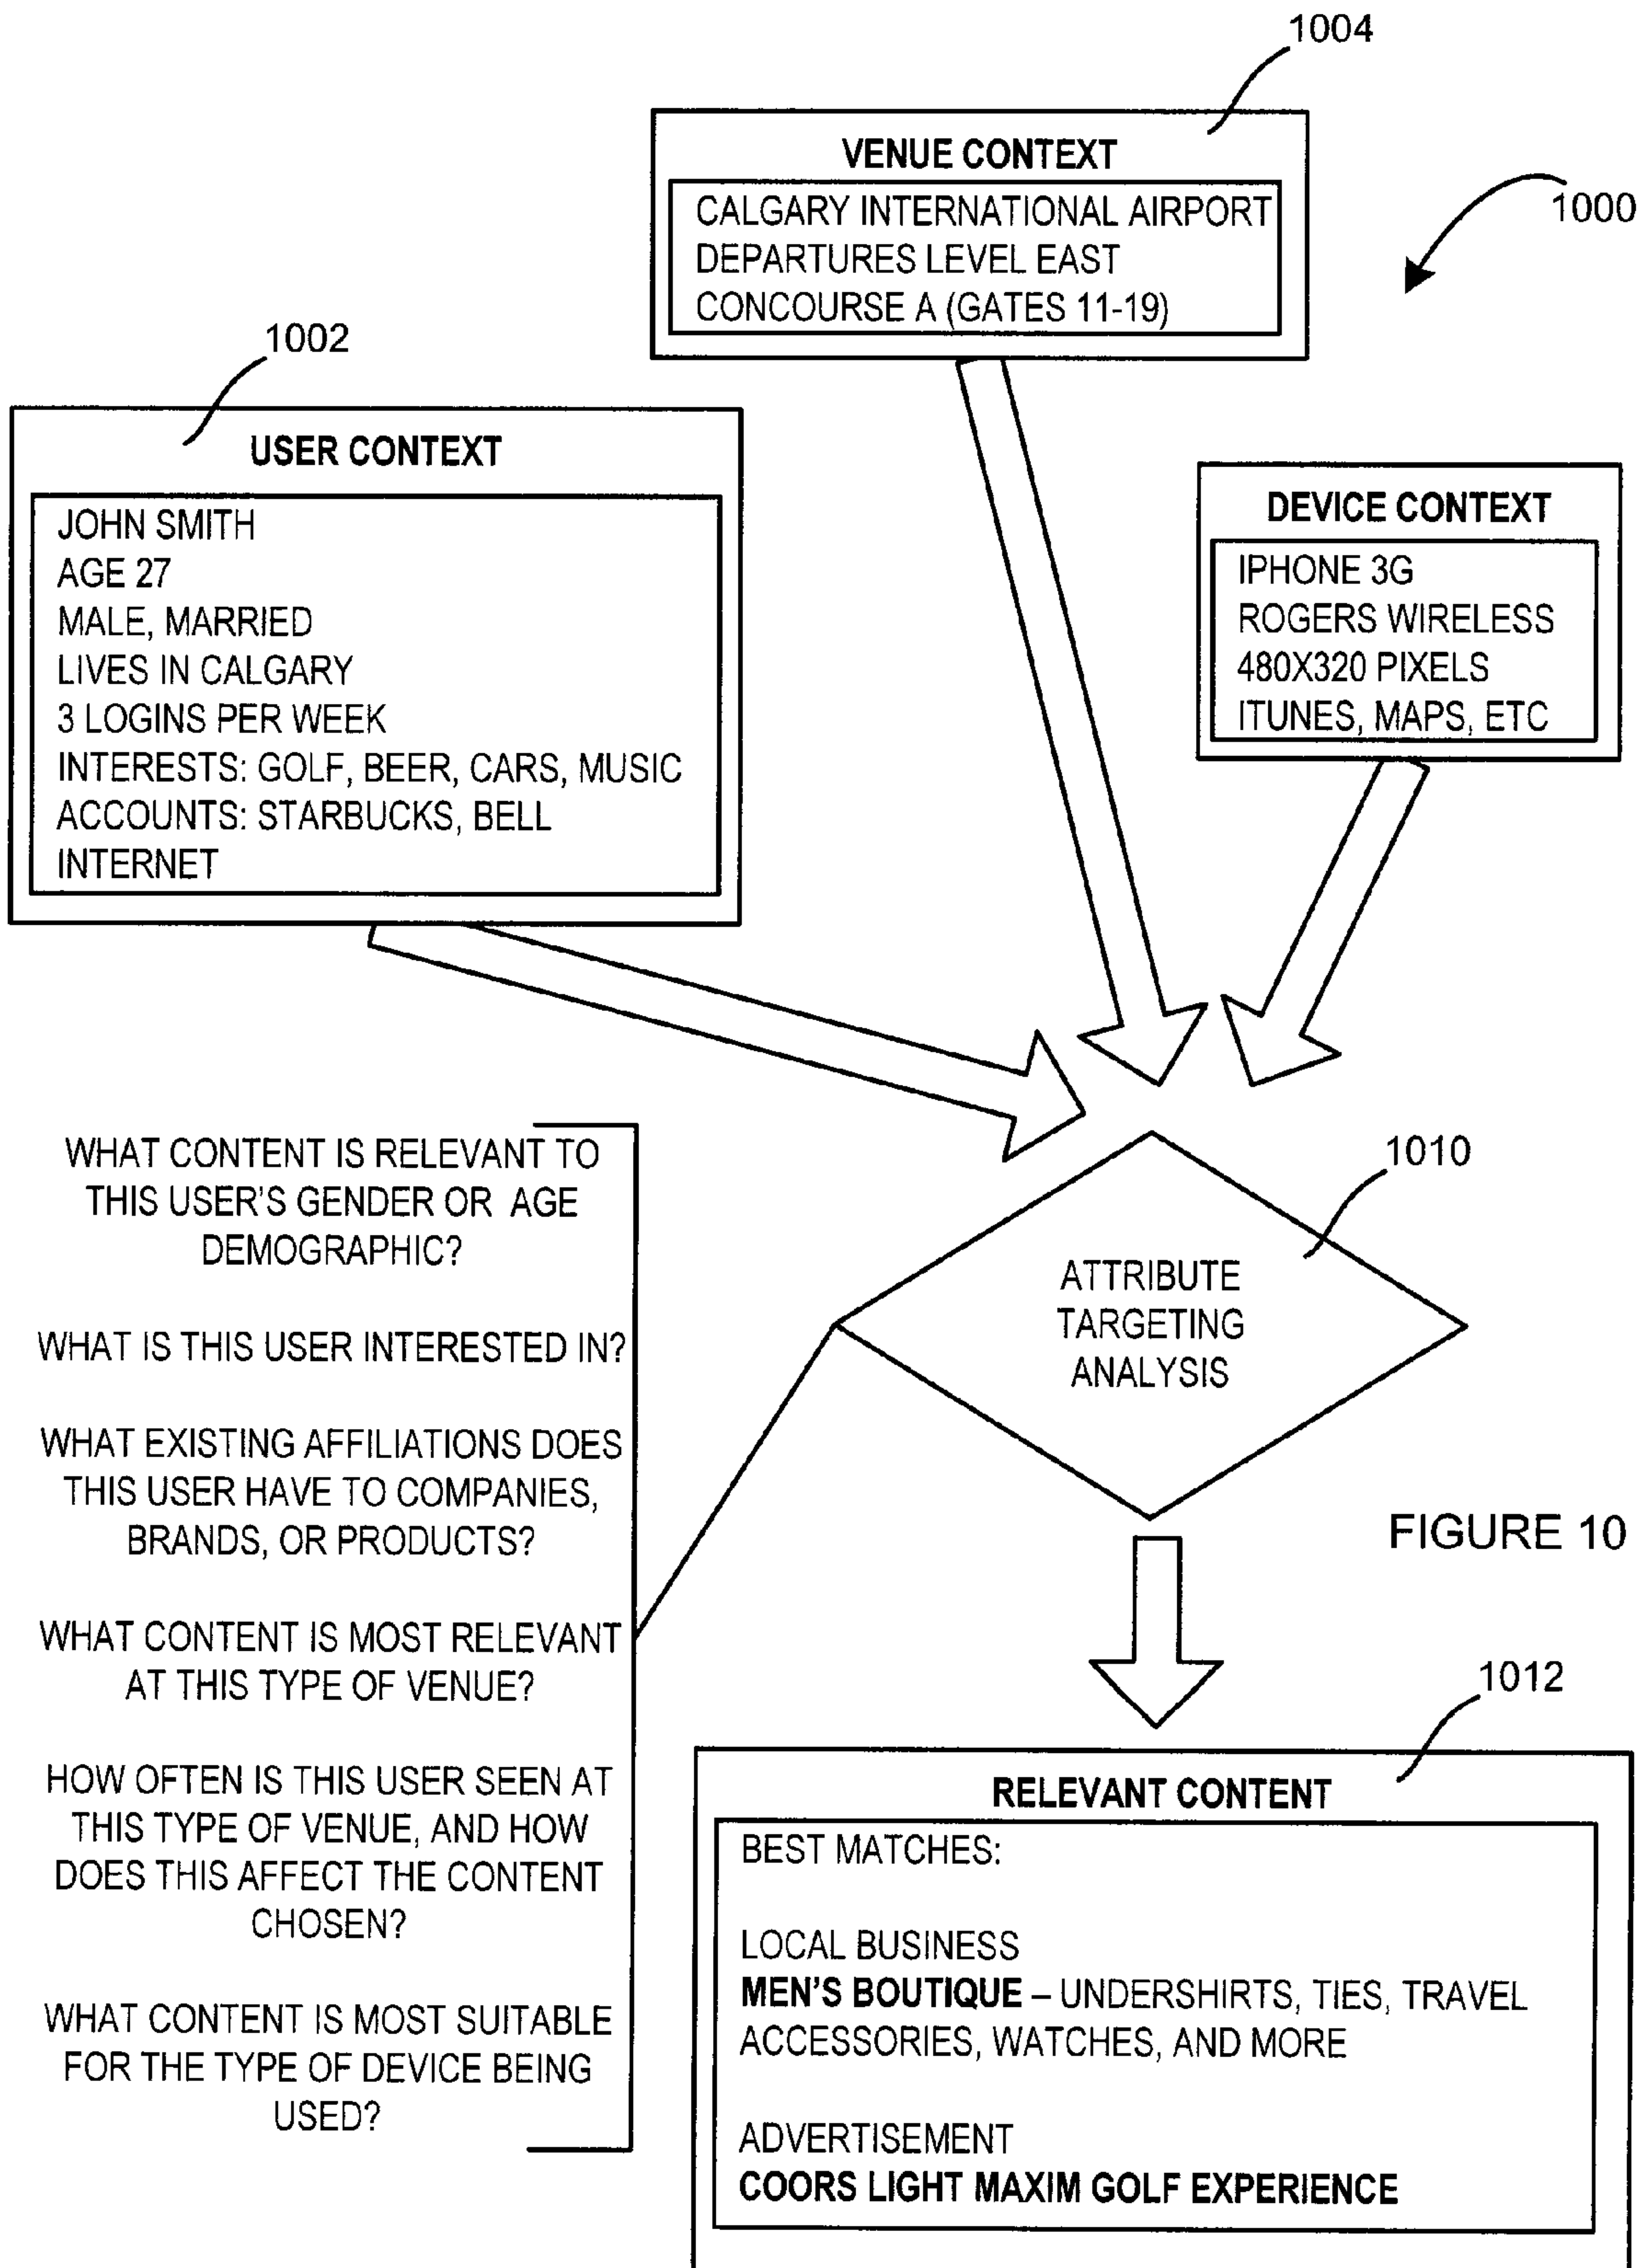 1004
VENUE CONTEXT
CALGARY INTERNATIONAL AIRPORT
DEPARTURES LEVEL EAST
CONCOURSE A (GATES 11-19)
1000
1002
USER CONTEXT
JOHN SMITH
AGE 27
MALE, MARRIED
LIVES IN CALGARY
3 LOGINS PER WEEK
INTERESTS: GOLF, BEER, CARS, MUSIC
ACCOUNTS: STARBUCKS, BELL
INTERNET
DEVICE CONTEXT
IPHONE 3G
ROGERS WIRELESS
480X320 PIXELS
ITUNES, MAPS, ETC
WHAT CONTENT IS RELEVANT TO
THIS USER'S GENDER OR AGE
DEMOGRAPHIC?
WHAT IS THIS USER INTERESTED IN?
WHAT EXISTING AFFILIATIONS DOES
THIS USER HAVE TO COMPANIES,
BRANDS, OR PRODUCTS?
WHAT CONTENT IS MOST RELEVANT
AT THIS TYPE OF VENUE?
HOW OFTEN IS THIS USER SEEN AT
THIS TYPE OF VENUE, AND HOW
DOES THIS AFFECT THE CONTENT
CHOSEN?
WHAT CONTENT IS MOST SUITABLE
FOR THE TYPE OF DEVICE BEING
USED?
1010
ATTRIBUTE
TARGETING
ANALYSIS
FIGURE 10
1012
RELEVANT CONTENT
BEST MATCHES:
LOCAL BUSINESS
MEN'S BOUTIQUE – UNDERSHIRTS, TIES, TRAVEL
ACCESSORIES, WATCHES, AND MORE
ADVERTISEMENT
COORS LIGHT MAXIM GOLF EXPERIENCE